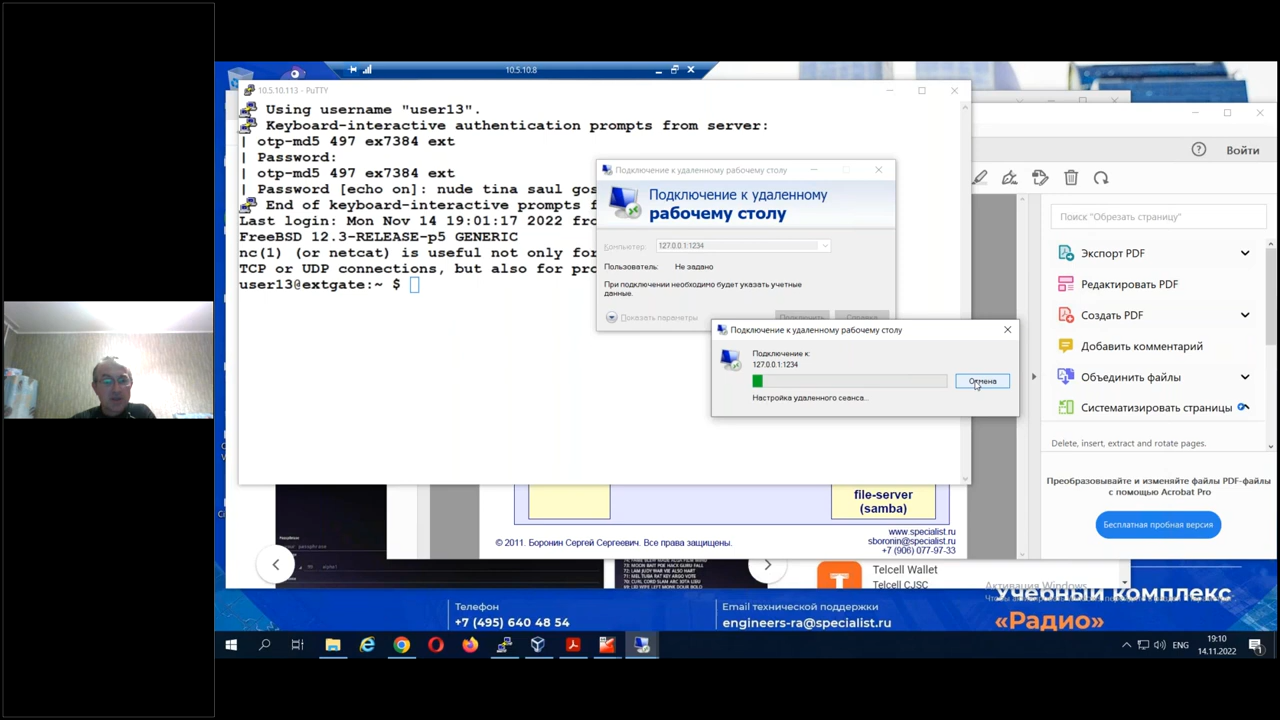 10.5.10.8
10.5.10.113 - PuTTY
Using username "user13".
Keyboard-interactive authentication prompts from server:
| otp-md5 497 ex7384 ext
| Password:
| otp-md5 497 ex7384 ext
| Password [echo on]: nude tina saul gos
End of keyboard-interactive prompts f
Last login: Mon Nov 14 19:01:17 2022 fro
FreeBSD 12.3-RELEASE-p5 GENERIC
nc(1) (or netcat) is useful not only for
TCP or UDP connections, but also for pro
user13@extgate:~ $
Подключение к удаленному рабочему столу
Подключение к удаленному
рабочему столу
Компьютер:
127.0.0.1:1234
Пользователь:
Не задано
При подключении необходимо будет указать учетные
данные.
Показать параметры
Подключить
Справка
Подключение к удаленному рабочему столу
Подключение к:
127.0.0.1:1234
Отмена
Настройка удаленного сеанса...
Войти
Поиск "Обрезать страницу"
Экспорт PDF
Редактировать PDF
Создать PDF
Добавить комментарий
Объединить файлы
Систематизировать страницы
Delete, insert, extract and rotate pages.
Преобразовывайте и изменяйте файлы PDF-файлы
с помощью Acrobat Pro
Бесплатная пробная версия
file-server
(samba)
© 2011. Боронин Сергей Сергеевич. Все права защищены.
www.specialist.ru
sboronin@specialist.ru
+7 (906) 077-97-33
Telcell Wallet
Telcell CJSC
Активация Windows
Учебный комплекс
«Радио»
Телефон
+7 (495) 640 48 54
Email технической поддержки
engineers-ra@specialist.ru
ENG
19:10
14.11.2022